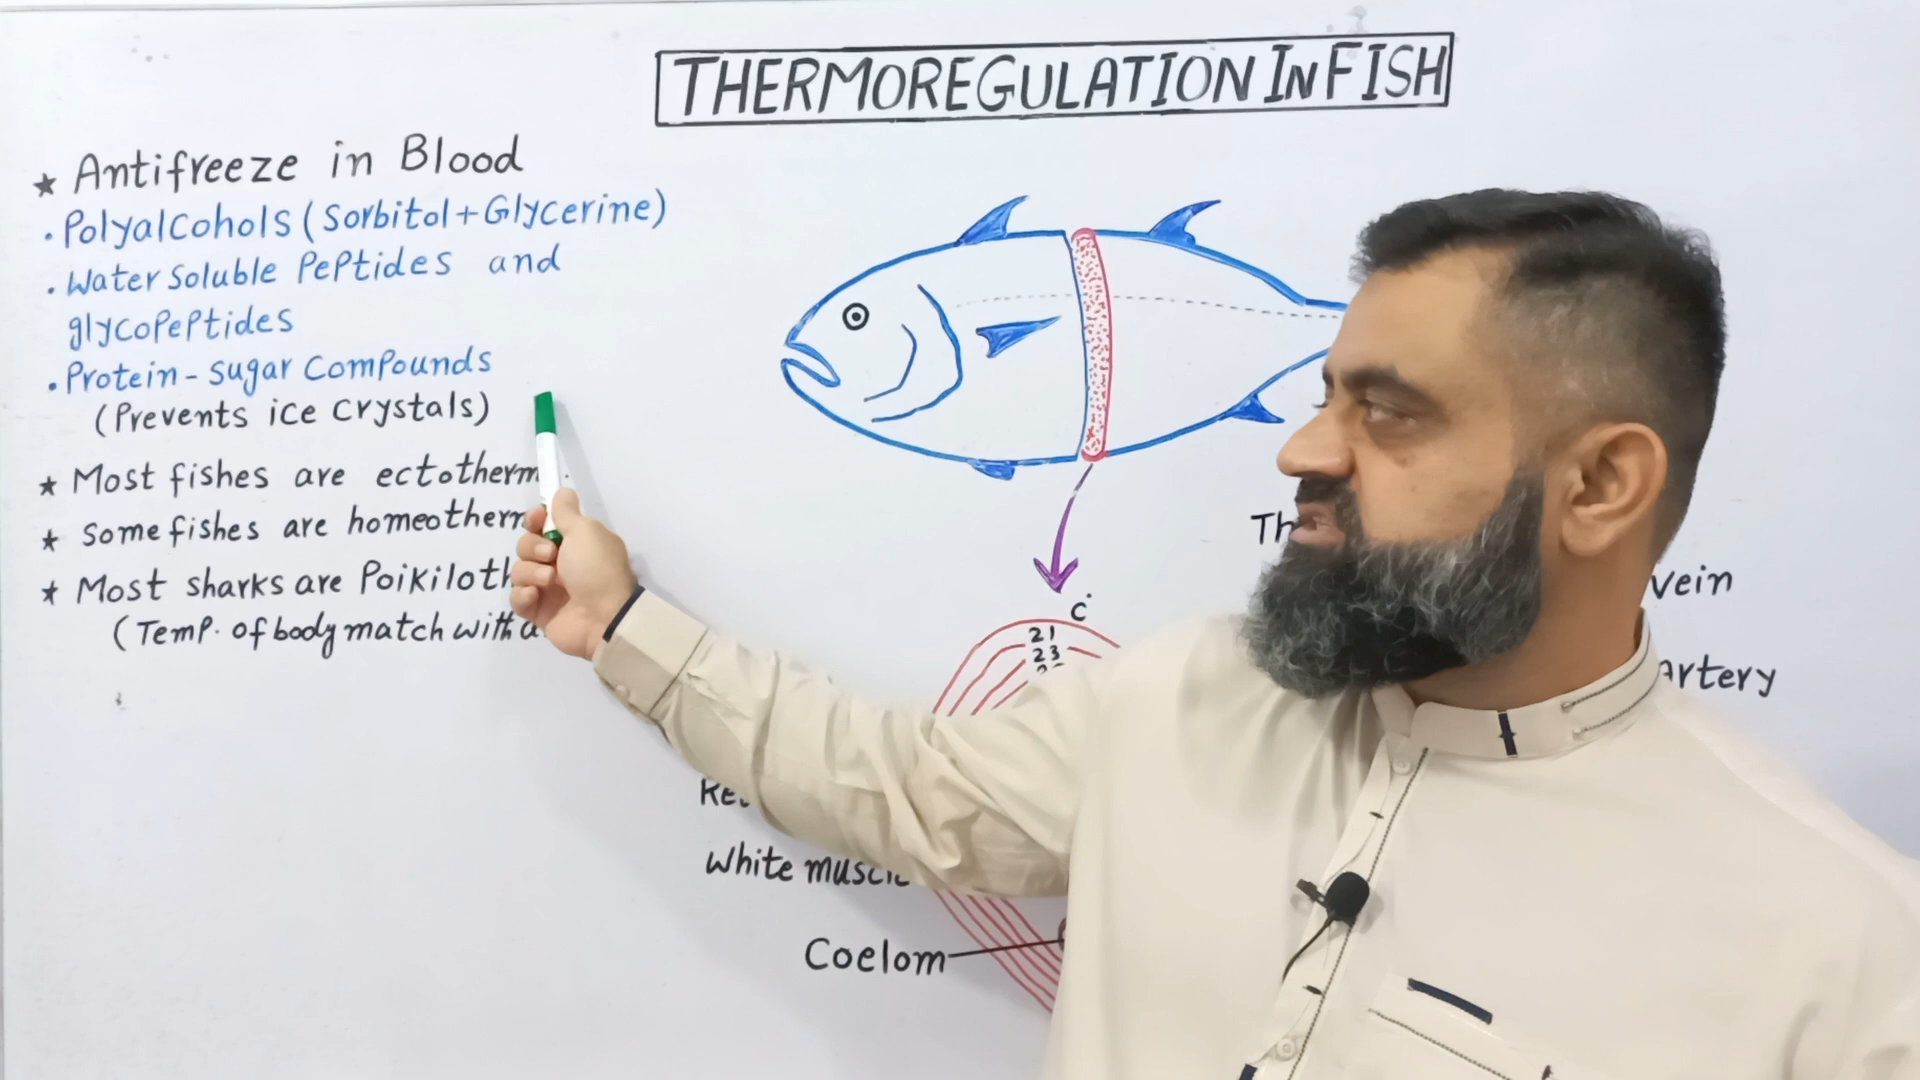 THERMOREGULATION IN FISH
★ Antifreeze in Blood
• Polyalcohols (Sorbitol + Glycerine)
• Water soluble Peptides and
glycopeptides
• Protein - sugar Compounds
(Prevents ice crystals)
★ Most fishes are ectotherm
★ Some fishes are homeother
★ Most sharks are Poikiloth
(Temp. of body match with a
C°
21
23
Th
vein
artery
White muscle
Coelom